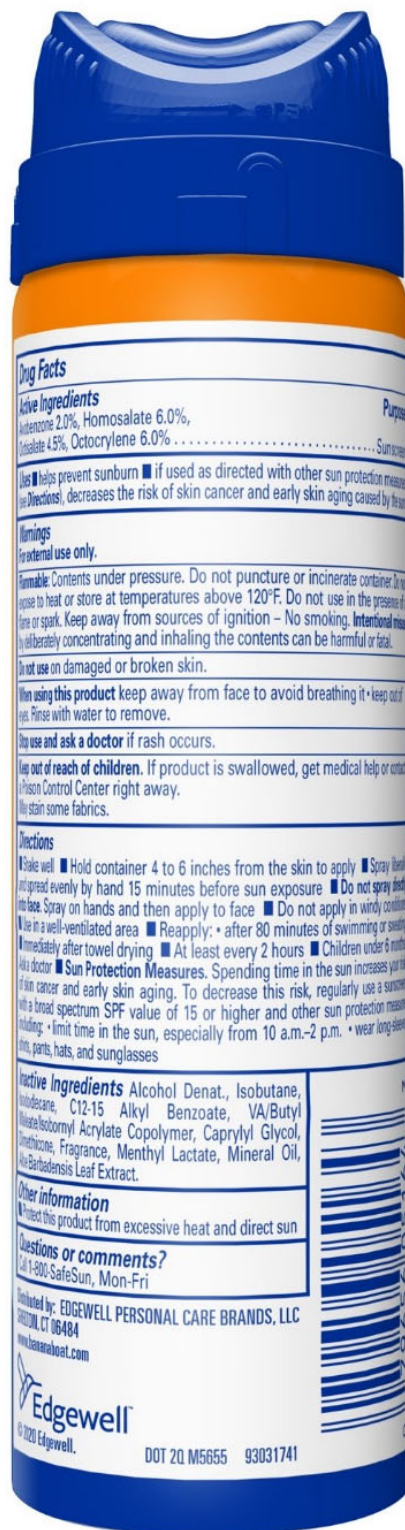 Drug Facts
Active Ingredients Purpose
Avobenzone 2.0%, Homosalate 6.0%,
Octisalate 4.5%, Octocrylene 6.0% Sunscreen
Uses ■ helps prevent sunburn ■ if used as directed with other sun protection measures
(see Directions), decreases the risk of skin cancer and early skin aging caused by the sun
Warnings
For external use only.
Flammable: Contents under pressure. Do not puncture or incinerate container. Do not
expose to heat or store at temperatures above 120°F. Do not use in the presence of
flame or spark. Keep away from sources of ignition – No smoking. Intentional misuse
by deliberately concentrating and inhaling the contents can be harmful or fatal.
Do not use on damaged or broken skin.
When using this product keep away from face to avoid breathing it • keep out of
eyes. Rinse with water to remove.
Stop use and ask a doctor if rash occurs.
Keep out of reach of children. If product is swallowed, get medical help or contact
a Poison Control Center right away.
May stain some fabrics.
Directions
■ Shake well ■ Hold container 4 to 6 inches from the skin to apply ■ Spray liberally
and spread evenly by hand 15 minutes before sun exposure ■ Do not spray directly
into face. Spray on hands and then apply to face ■ Do not apply in windy conditions
■ Use in a well-ventilated area ■ Reapply: • after 80 minutes of swimming or sweating
■ Immediately after towel drying ■ At least every 2 hours ■ Children under 6 months:
Ask a doctor ■ Sun Protection Measures. Spending time in the sun increases your risk
of skin cancer and early skin aging. To decrease this risk, regularly use a sunscreen
with a broad spectrum SPF value of 15 or higher and other sun protection measures
including: • limit time in the sun, especially from 10 a.m.–2 p.m. • wear long-sleeve
shirts, pants, hats, and sunglasses
Inactive Ingredients Alcohol Denat., Isobutane,
Isododecane, C12-15 Alkyl Benzoate, VA/Butyl
Maleate/Isobornyl Acrylate Copolymer, Caprylyl Glycol,
Dimethicone, Fragrance, Menthyl Lactate, Mineral Oil,
Aloe Barbadensis Leaf Extract.
Other information
■ Protect this product from excessive heat and direct sun
Questions or comments?
Call 1-800-SafeSun, Mon-Fri
Distributed by: EDGEWELL PERSONAL CARE BRANDS, LLC
SHELTON, CT 06484
www.bananaboat.com
Edgewell™
© 2020 Edgewell.
DOT 2Q M5655 93031741